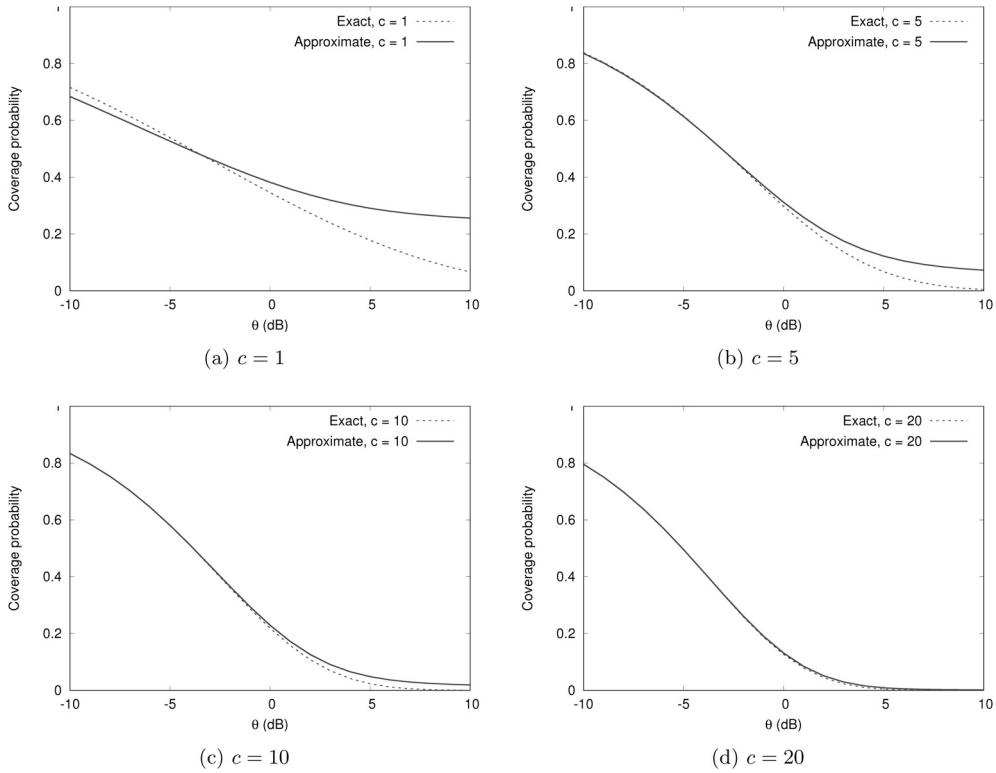 Exact, c = 1
Approximate, c = 1
0.8
0.6
0.4
0.2
0
Coverage probability
-10 -5 0 5 10
θ (dB)
(a) c = 1
Exact, c = 5
Approximate, c = 5
0.8
0.6
0.4
0.2
0
Coverage probability
-10 -5 0 5 10
θ (dB)
(b) c = 5
Exact, c = 10
Approximate, c = 10
0.8
0.6
0.4
0.2
0
Coverage probability
-10 -5 0 5 10
θ (dB)
(c) c = 10
Exact, c = 20
Approximate, c = 20
0.8
0.6
0.4
0.2
0
Coverage probability
-10 -5 0 5 10
θ (dB)
(d) c = 20